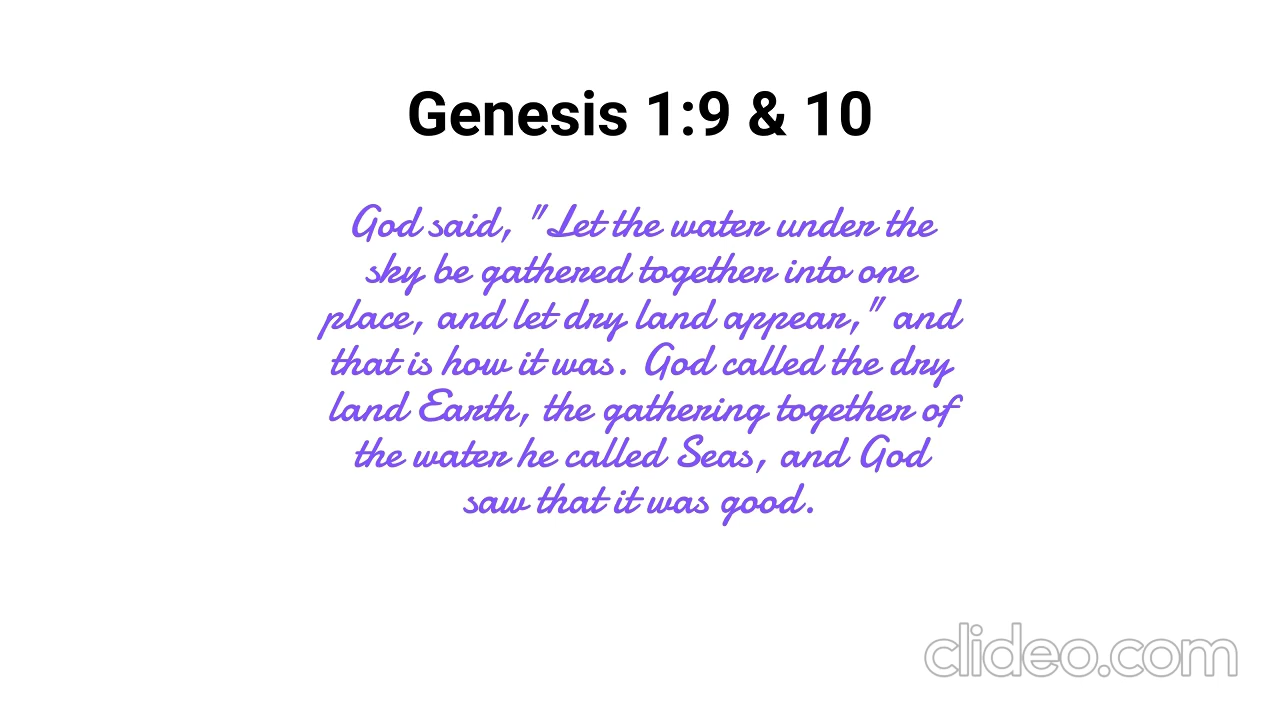 Genesis 1:9 & 10
God said, "Let the water under the
sky be gathered together into one
place, and let dry land appear," and
that is how it was. God called the dry
land Earth, the gathering together of
the water he called Seas, and God
saw that it was good.
clideo.com